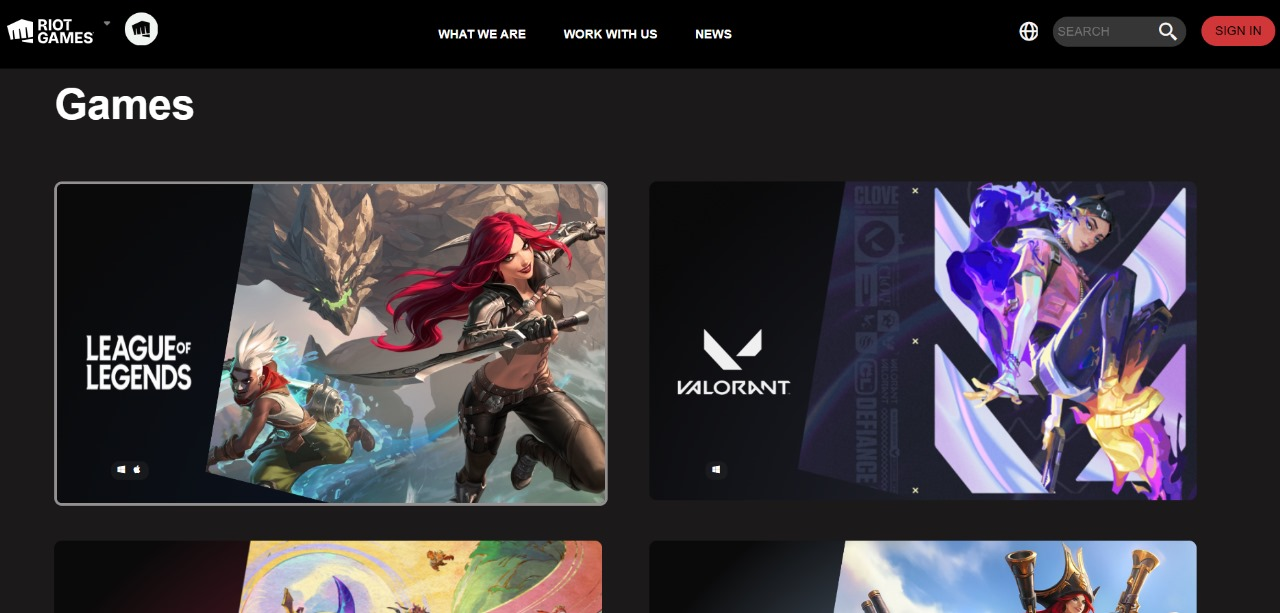 RIOT
GAMES
WHAT WE ARE
WORK WITH US
NEWS
SEARCH
SIGN IN
Games
LEAGUE OF
LEGENDS
CLOVE
DEFIANCE
VALORANT